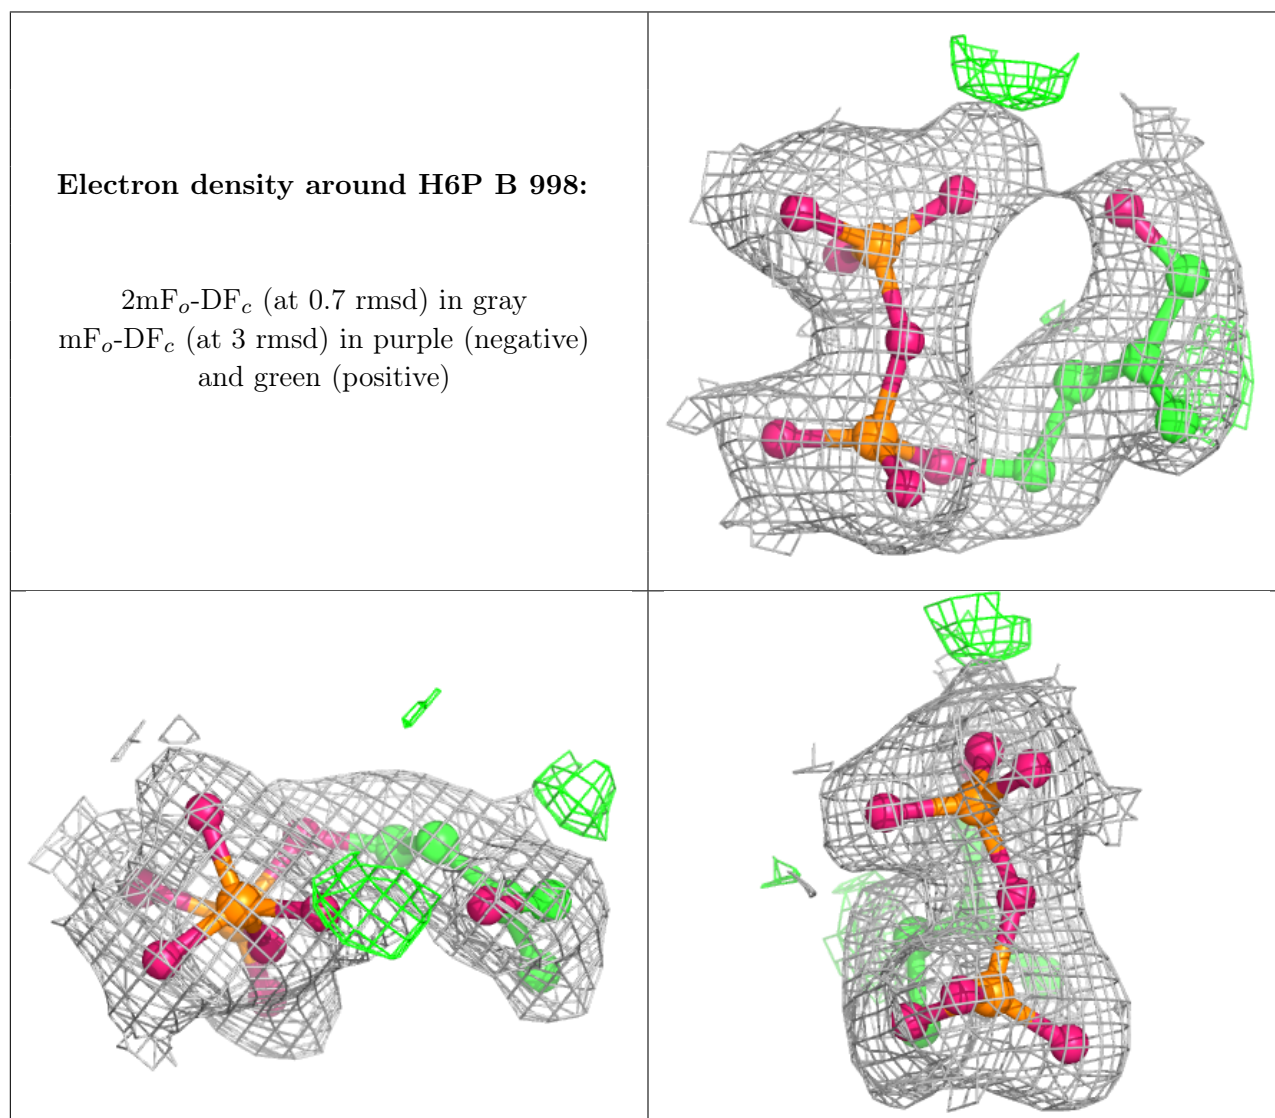 Electron density around H6P B 998:
2mFo-DFc (at 0.7 rmsd) in gray
mFo-DFc (at 3 rmsd) in purple (negative)
and green (positive)